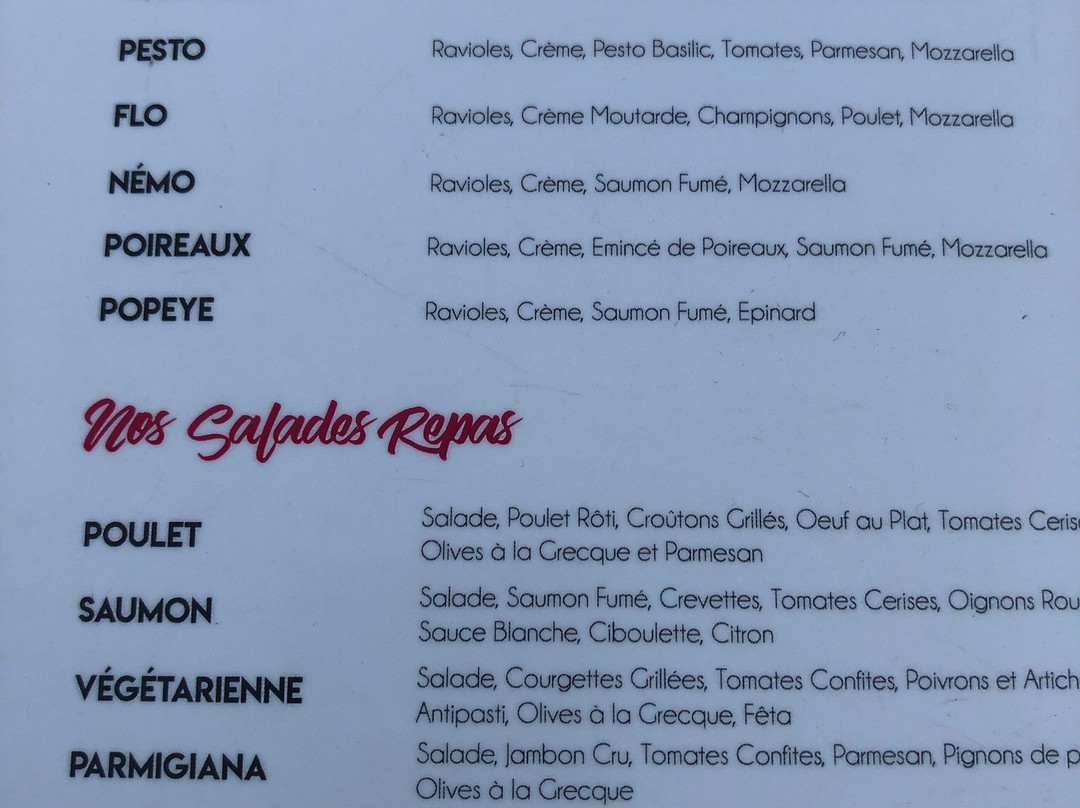 PESTO Ravioles, Crème, Pesto Basilic, Tomates, Parmesan, Mozzarella
FLO Ravioles, Crème Moutarde, Champignons, Poulet, Mozzarella
NÉMO Ravioles, Crème, Saumon Fumé, Mozzarella
POIREAUX Ravioles, Crème, Emincé de Poireaux, Saumon Fumé, Mozzarella
POPEYE Ravioles, Crème, Saumon Fumé, Epinard
Nos Salades Repas
POULET Salade, Poulet Rôti, Croûtons Grillés, Oeuf au Plat, Tomates
Olives à la Grecque et Parmesan
SAUMON Salade, Saumon Fumé, Crevettes, Tomates Cerises, Oignons
Sauce Blanche, Ciboulette, Citron
VÉGÉTARIENNE Salade, Courgettes Grillées, Tomates Confites, Poivrons et
Antipasti, Olives à la Grecque, Fêta
PARMIGIANA Salade, Jambon Cru, Tomates Confites, Parmesan, Pignons de
Olives à la Grecque